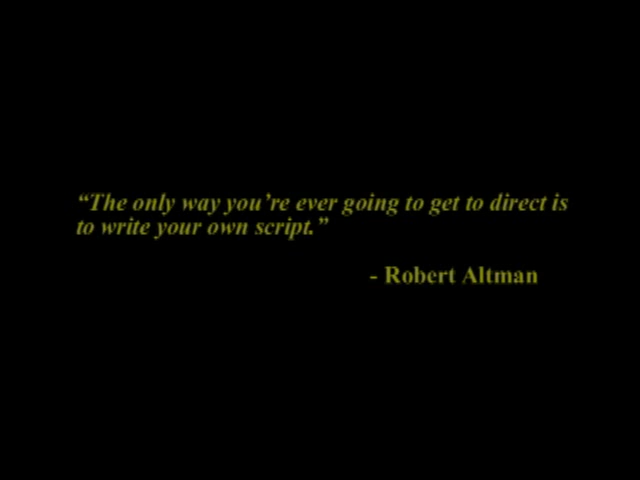 “The only way you’re ever going to get to direct is
to write your own script.”
- Robert Altman